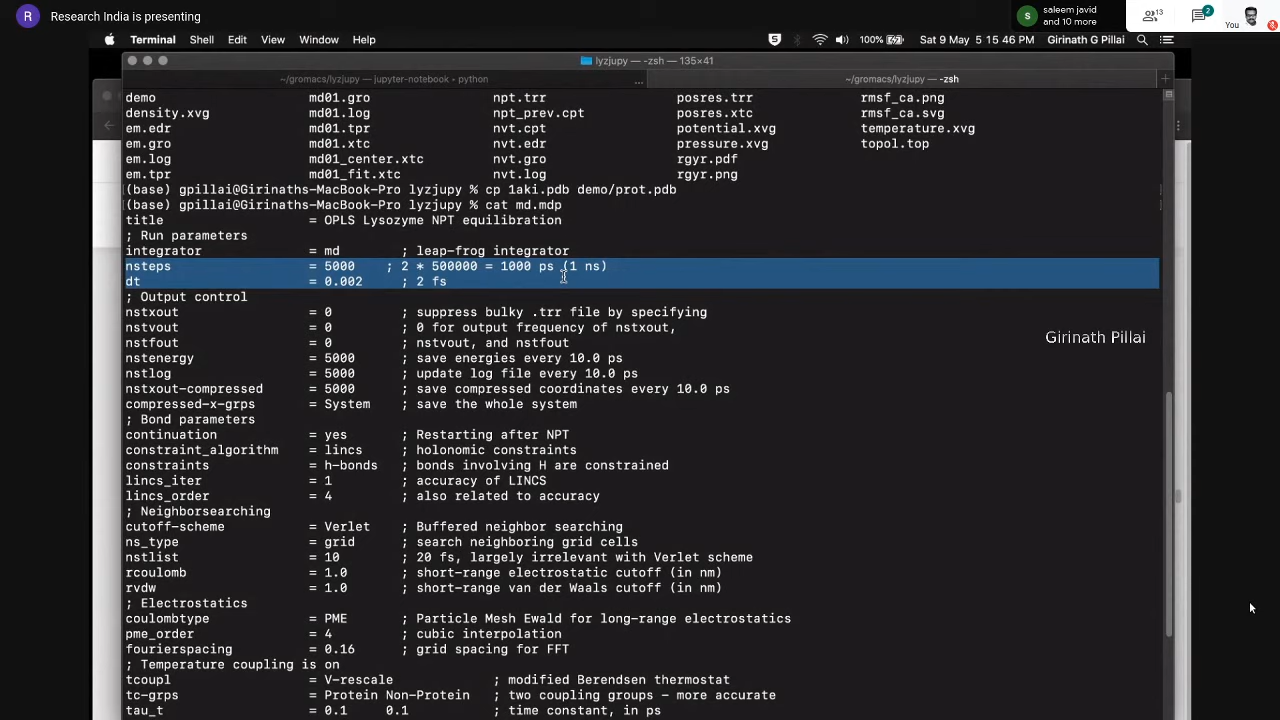 R Research India is presenting
S saleem javid and 10 more
13
2
You
Terminal Shell Edit View Window Help
5 100% Sat 9 May 5 15:46 PM Girinath G Pillai
lyzjupy — -zsh — 135×41
~/gromacs/lyzjupy — jupyter-notebook - python ... ~/gromacs/lyzjupy — -zsh +
demo md01.gro npt.trr posres.trr rmsf_ca.png
density.xvg md01.log npt_prev.cpt posres.xtc rmsf_ca.svg
em.edr md01.tpr nvt.cpt potential.xvg temperature.xvg
em.gro md01.xtc nvt.edr pressure.xvg topol.top
em.log md01_center.xtc nvt.gro rgyr.pdf
em.tpr md01_fit.xtc nvt.log rgyr.png
(base) gpillai@Girinaths-MacBook-Pro lyzjupy % cp 1aki.pdb demo/prot.pdb
(base) gpillai@Girinaths-MacBook-Pro lyzjupy % cat md.mdp
title = OPLS Lysozyme NPT equilibration
; Run parameters
integrator = md ; leap-frog integrator
nsteps = 5000 ; 2 * 500000 = 1000 ps (1 ns)
dt = 0.002 ; 2 fs
; Output control
nstxout = 0 ; suppress bulky .trr file by specifying
nstvout = 0 ; 0 for output frequency of nstxout,
nstfout = 0 ; nstvout, and nstfout
Girinath Pillai
nstenergy = 5000 ; save energies every 10.0 ps
nstlog = 5000 ; update log file every 10.0 ps
nstxout-compressed = 5000 ; save compressed coordinates every 10.0 ps
compressed-x-grps = System ; save the whole system
; Bond parameters
continuation = yes ; Restarting after NPT
constraint_algorithm = lincs ; holonomic constraints
constraints = h-bonds ; bonds involving H are constrained
lincs_iter = 1 ; accuracy of LINCS
lincs_order = 4 ; also related to accuracy
; Neighborsearching
cutoff-scheme = Verlet ; Buffered neighbor searching
ns_type = grid ; search neighboring grid cells
nstlist = 10 ; 20 fs, largely irrelevant with Verlet scheme
rcoulomb = 1.0 ; short-range electrostatic cutoff (in nm)
rvdw = 1.0 ; short-range van der Waals cutoff (in nm)
; Electrostatics
coulombtype = PME ; Particle Mesh Ewald for long-range electrostatics
pme_order = 4 ; cubic interpolation
fourierspacing = 0.16 ; grid spacing for FFT
; Temperature coupling is on
tcoupl = V-rescale ; modified Berendsen thermostat
tc-grps = Protein Non-Protein ; two coupling groups - more accurate
tau_t = 0.1 0.1 ; time constant, in ps